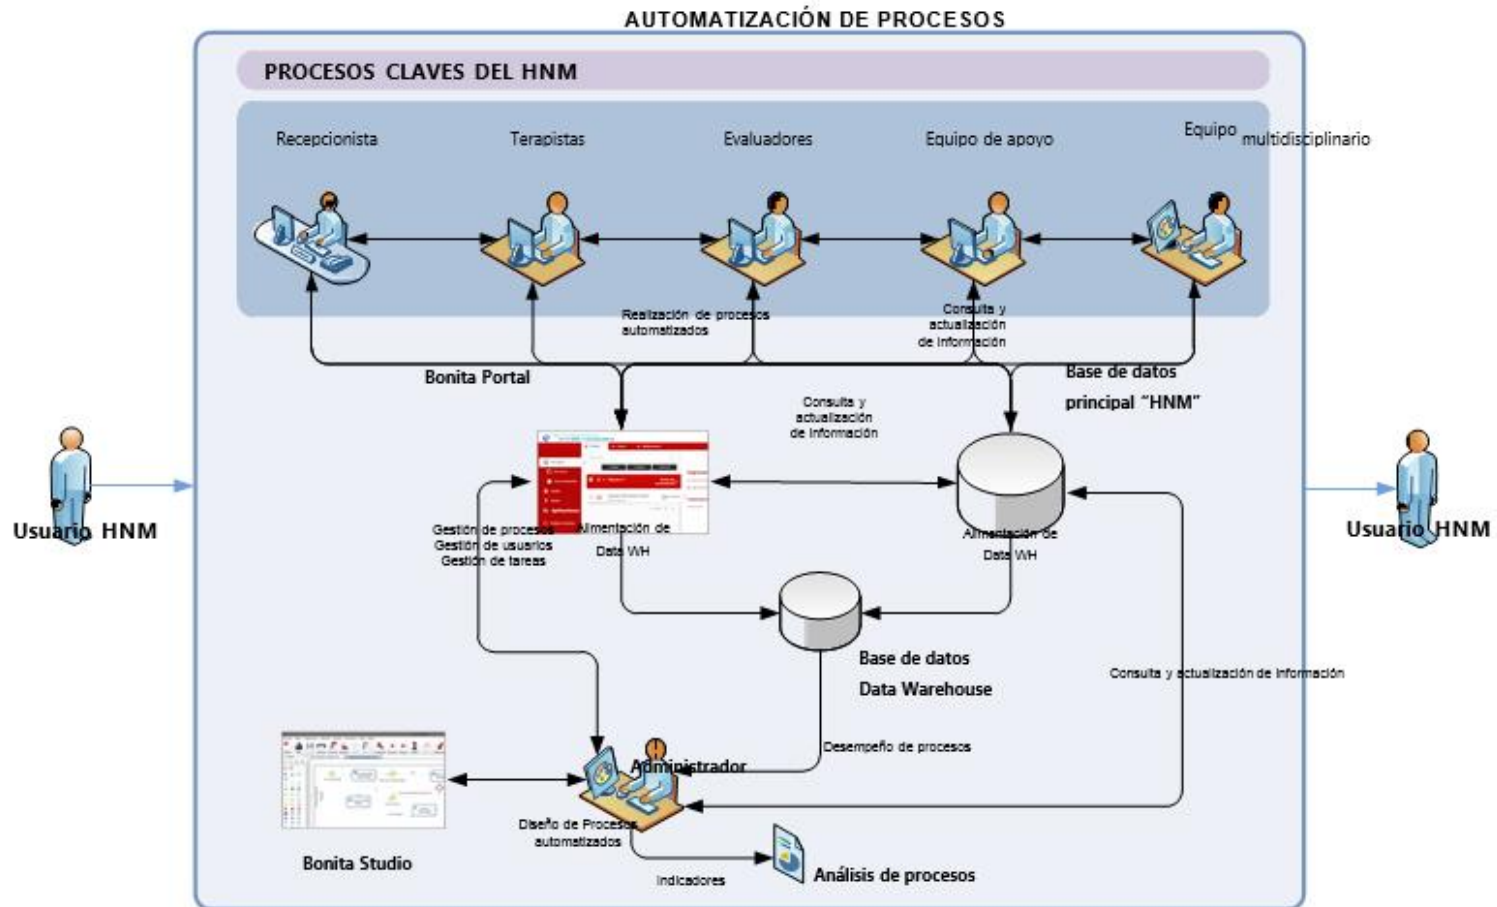 AUTOMATIZACIÓN DE PROCESOS
PROCESOS CLAVES DEL HNM
Recepcionista
Terapistas
Evaluadores
Equipo de apoyo
Equipo
multidisciplinario
Realización de procesos
automatizados
Consulta y
actualización
de información
Bonita Portal
Base de datos
principal “HNM”
Consulta y
actualización
de información
Usuario HNM
Usuario HNM
Gestión de procesos
Gestión de usuarios
Gestión de tareas
Alimentación de
Data WH
Alimentación de
Data WH
Base de datos
Data Warehouse
Consulta y actualización de información
Desempeño de procesos
Administrador
Diseño de Procesos
automatizados
Bonita Studio
Indicadores
Análisis de procesos